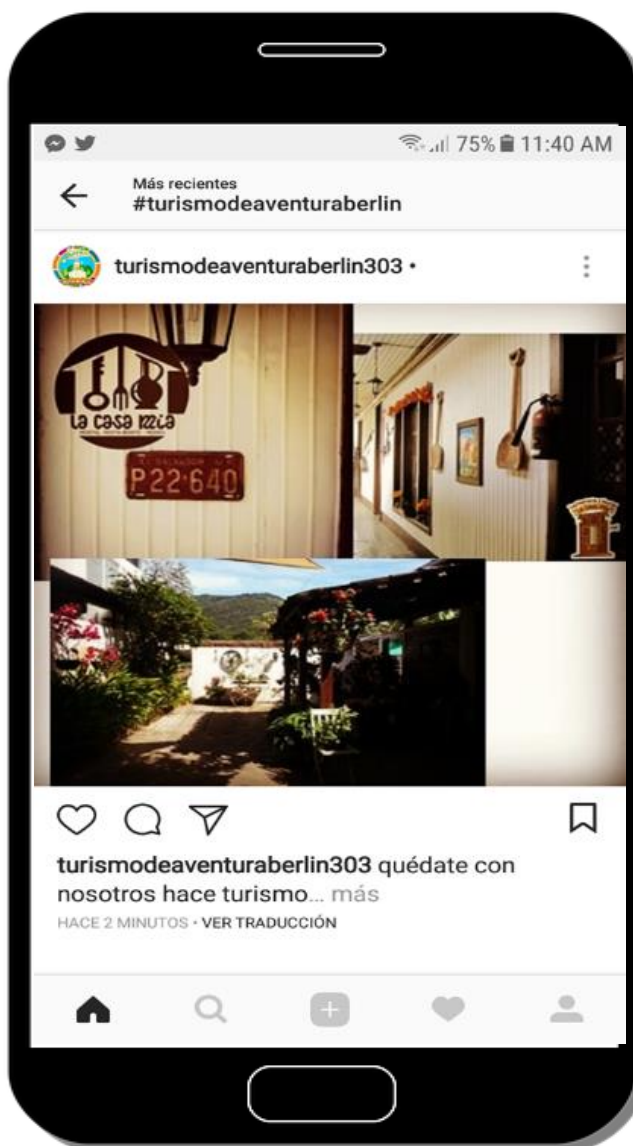 75% 11:40 AM
Más recientes
#turismodeaventuraberlin
turismodeaventuraberlin303 •
La casa mia
P22·640
turismodeaventuraberlin303 quédate con
nosotros hace turismo... más
HACE 2 MINUTOS • VER TRADUCCIÓN